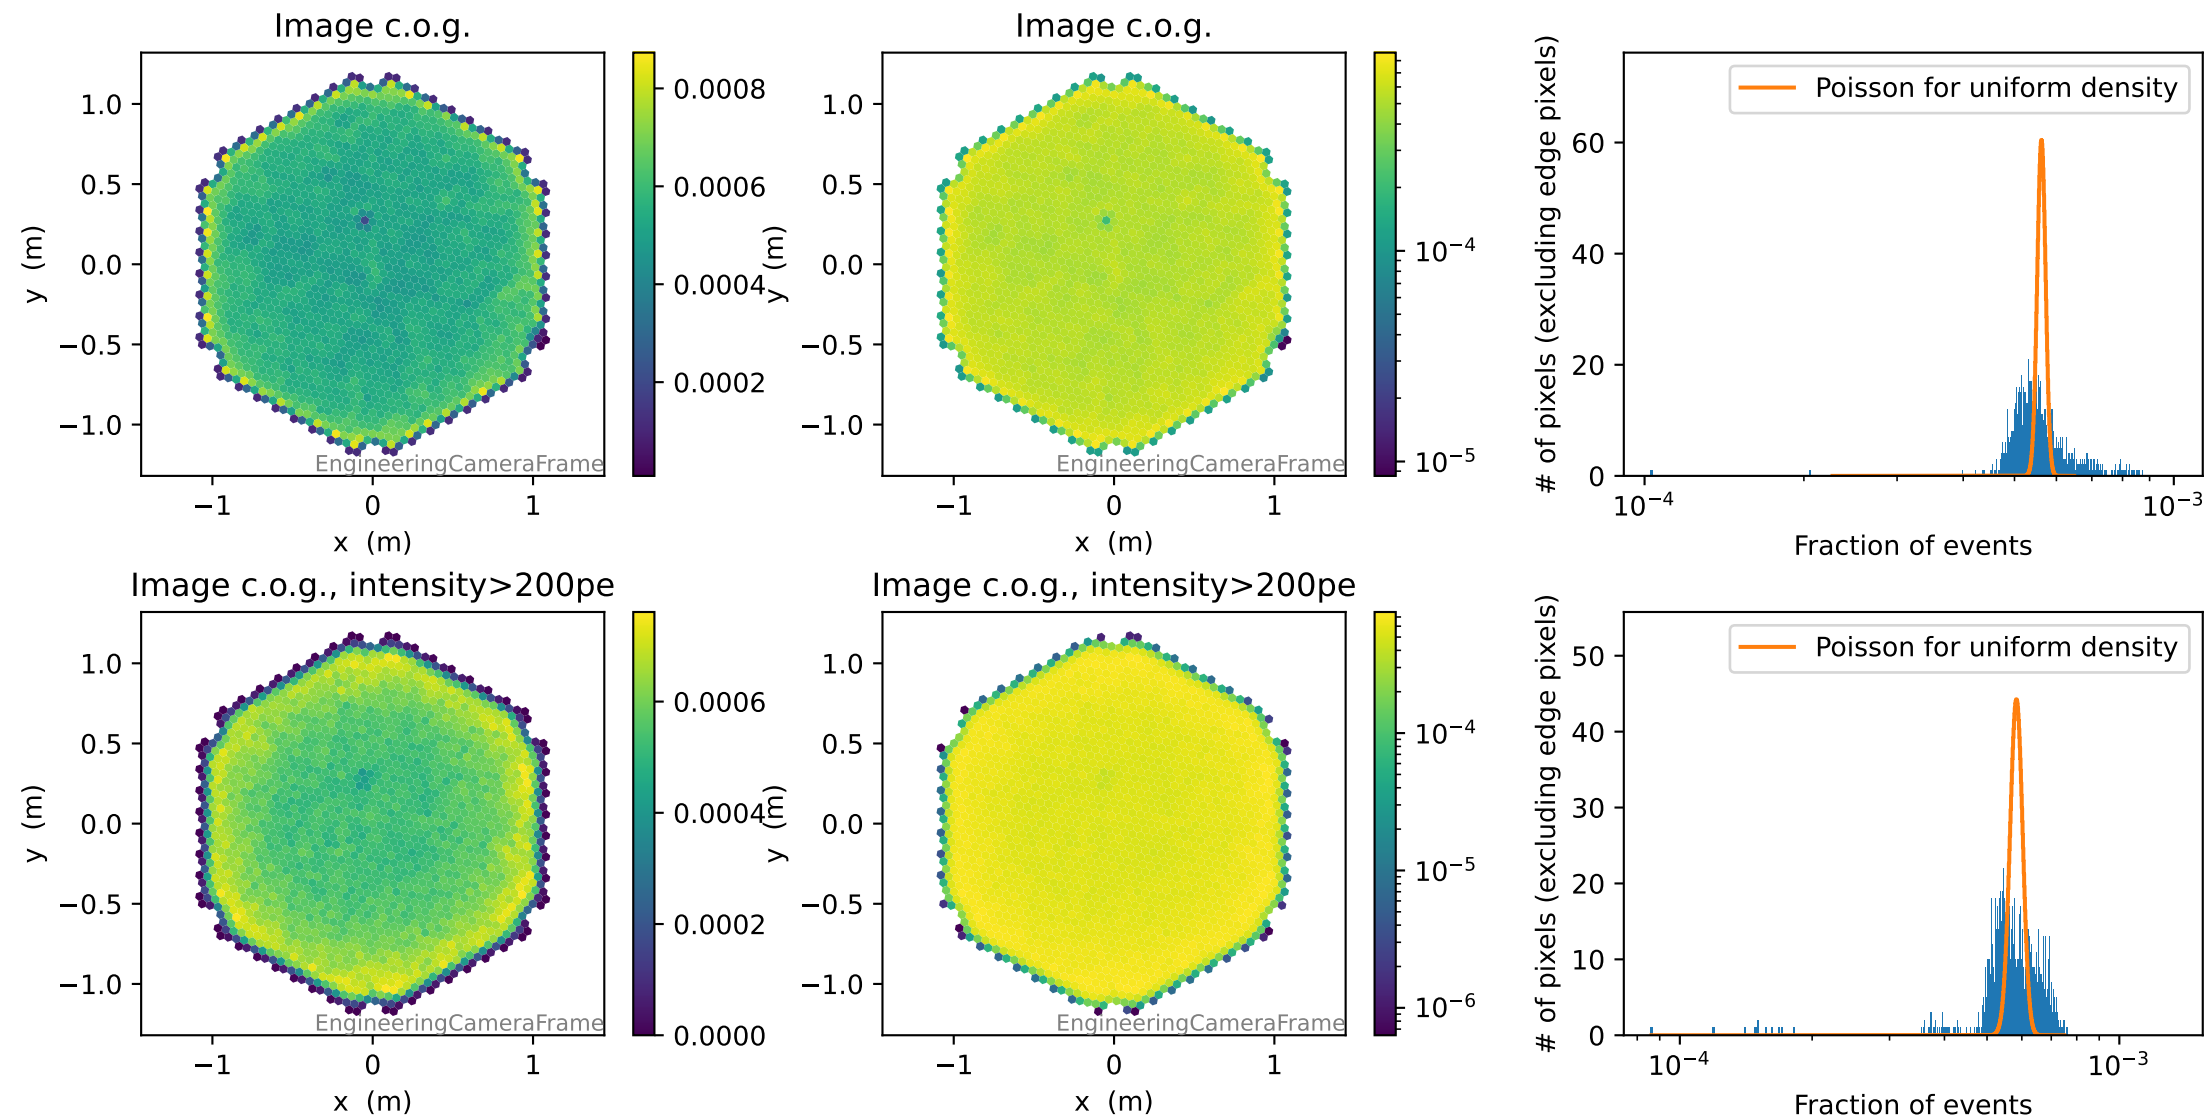 Image c.o.g.
1.0
0.5
0.0
−0.5
−1.0
y (m)
EngineeringCameraFrame
−1
0
1
x (m)
0.0008
0.0006
0.0004
0.0002
Image c.o.g.
1.0
0.5
0.0
−0.5
−1.0
y (m)
EngineeringCameraFrame
−1
0
1
x (m)
10⁻⁴
10⁻⁵
# of pixels (excluding edge pixels)
60
40
20
0
Poisson for uniform density
10⁻⁴
10⁻³
Fraction of events
Image c.o.g., intensity>200pe
1.0
0.5
0.0
−0.5
−1.0
y (m)
EngineeringCameraFrame
−1
0
1
x (m)
0.0006
0.0004
0.0002
0.0000
Image c.o.g., intensity>200pe
1.0
0.5
0.0
−0.5
−1.0
y (m)
EngineeringCameraFrame
−1
0
1
x (m)
10⁻⁴
10⁻⁵
10⁻⁶
# of pixels (excluding edge pixels)
50
40
30
20
10
0
Poisson for uniform density
10⁻⁴
10⁻³
Fraction of events